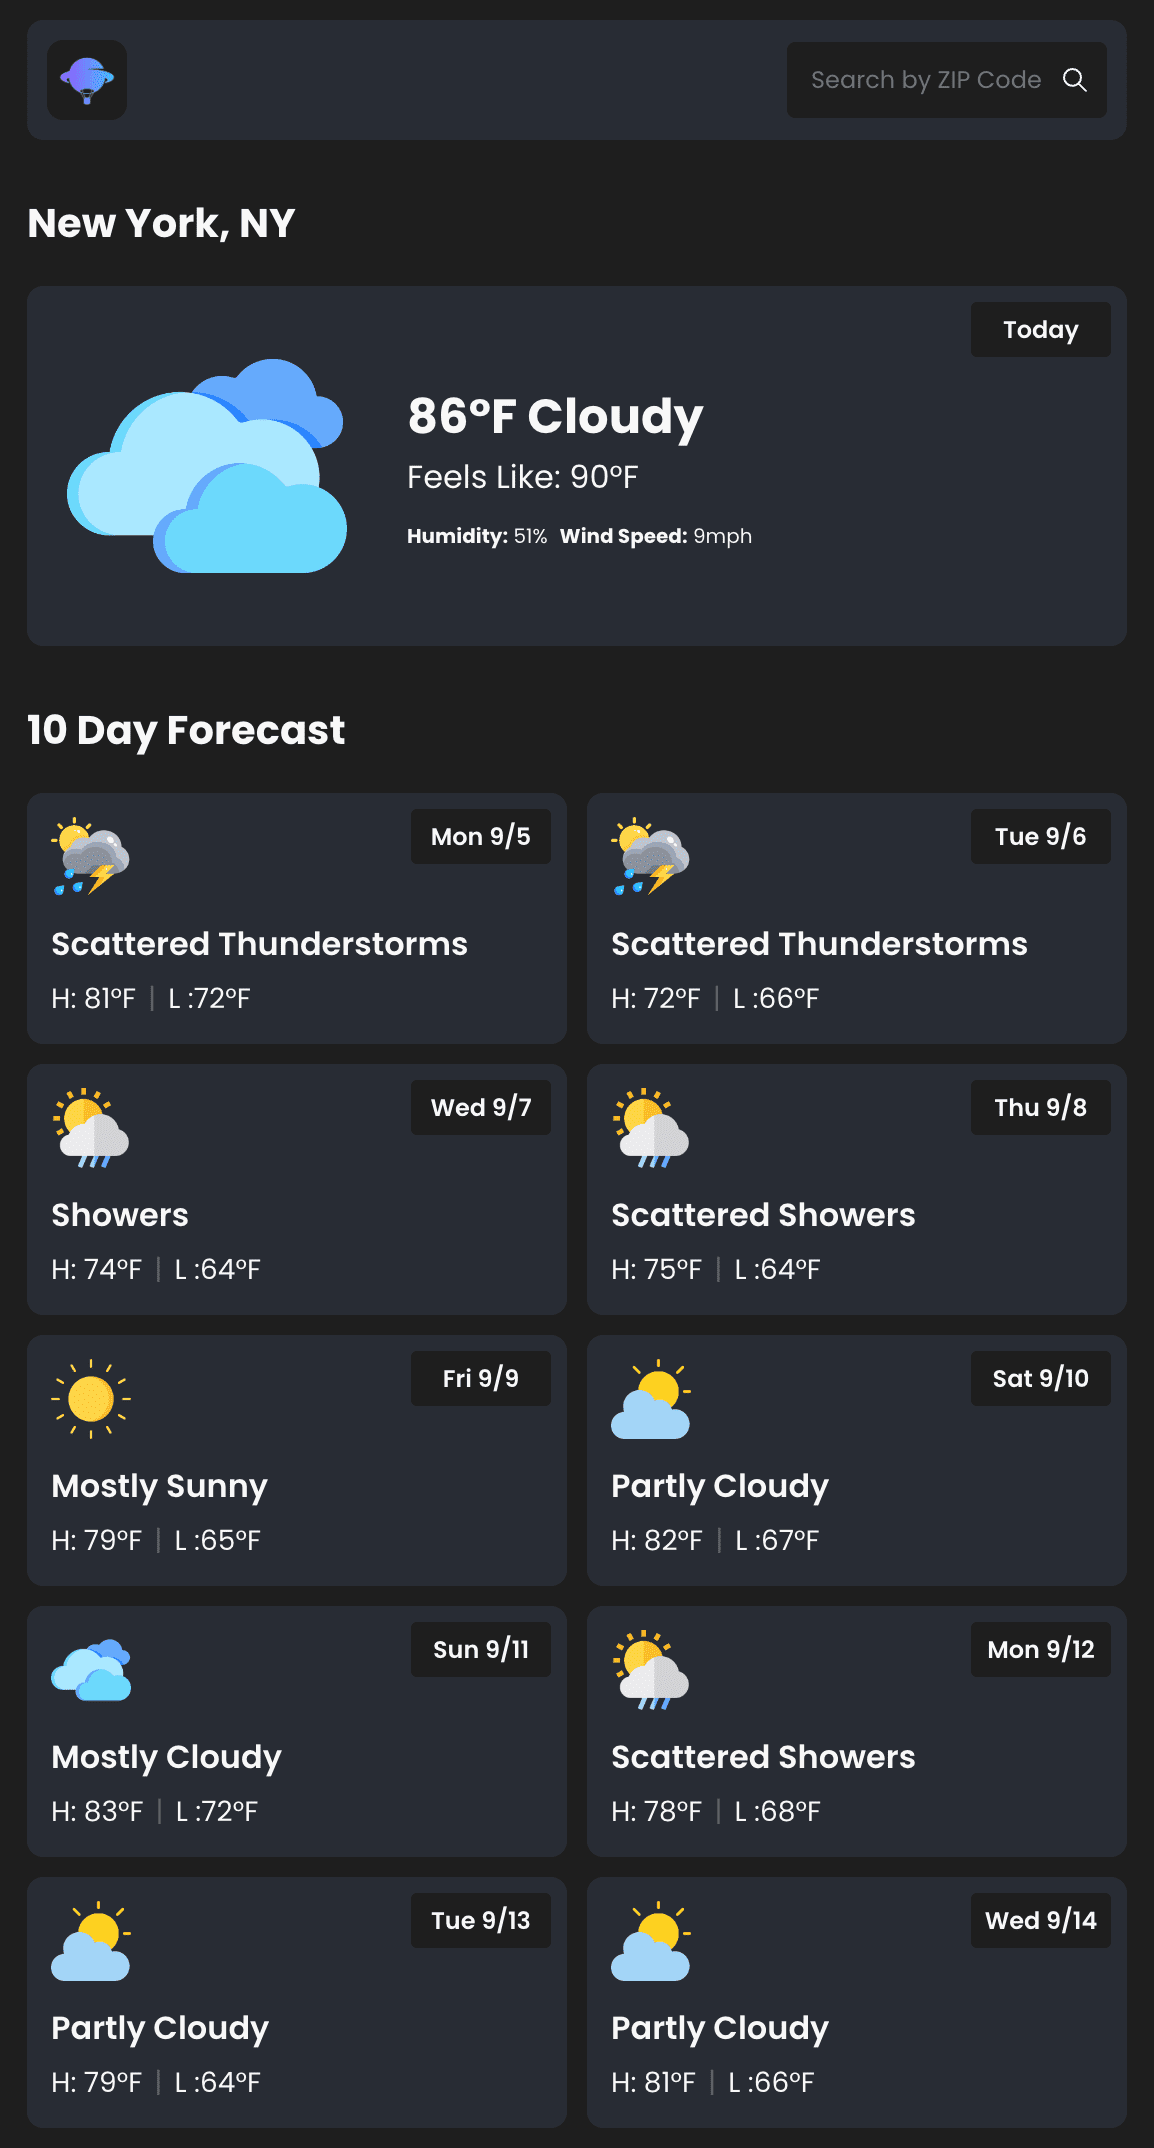 Search by ZIP Code
New York, NY
Today
86°F Cloudy
Feels Like: 90°F
Humidity: 51% Wind Speed: 9mph
10 Day Forecast
Mon 9/5
Scattered Thunderstorms
H: 81°F | L :72°F
Tue 9/6
Scattered Thunderstorms
H: 72°F | L :66°F
Wed 9/7
Showers
H: 74°F | L :64°F
Thu 9/8
Scattered Showers
H: 75°F | L :64°F
Fri 9/9
Mostly Sunny
H: 79°F | L :65°F
Sat 9/10
Partly Cloudy
H: 82°F | L :67°F
Sun 9/11
Mostly Cloudy
H: 83°F | L :72°F
Mon 9/12
Scattered Showers
H: 78°F | L :68°F
Tue 9/13
Partly Cloudy
H: 79°F | L :64°F
Wed 9/14
Partly Cloudy
H: 81°F | L :66°F